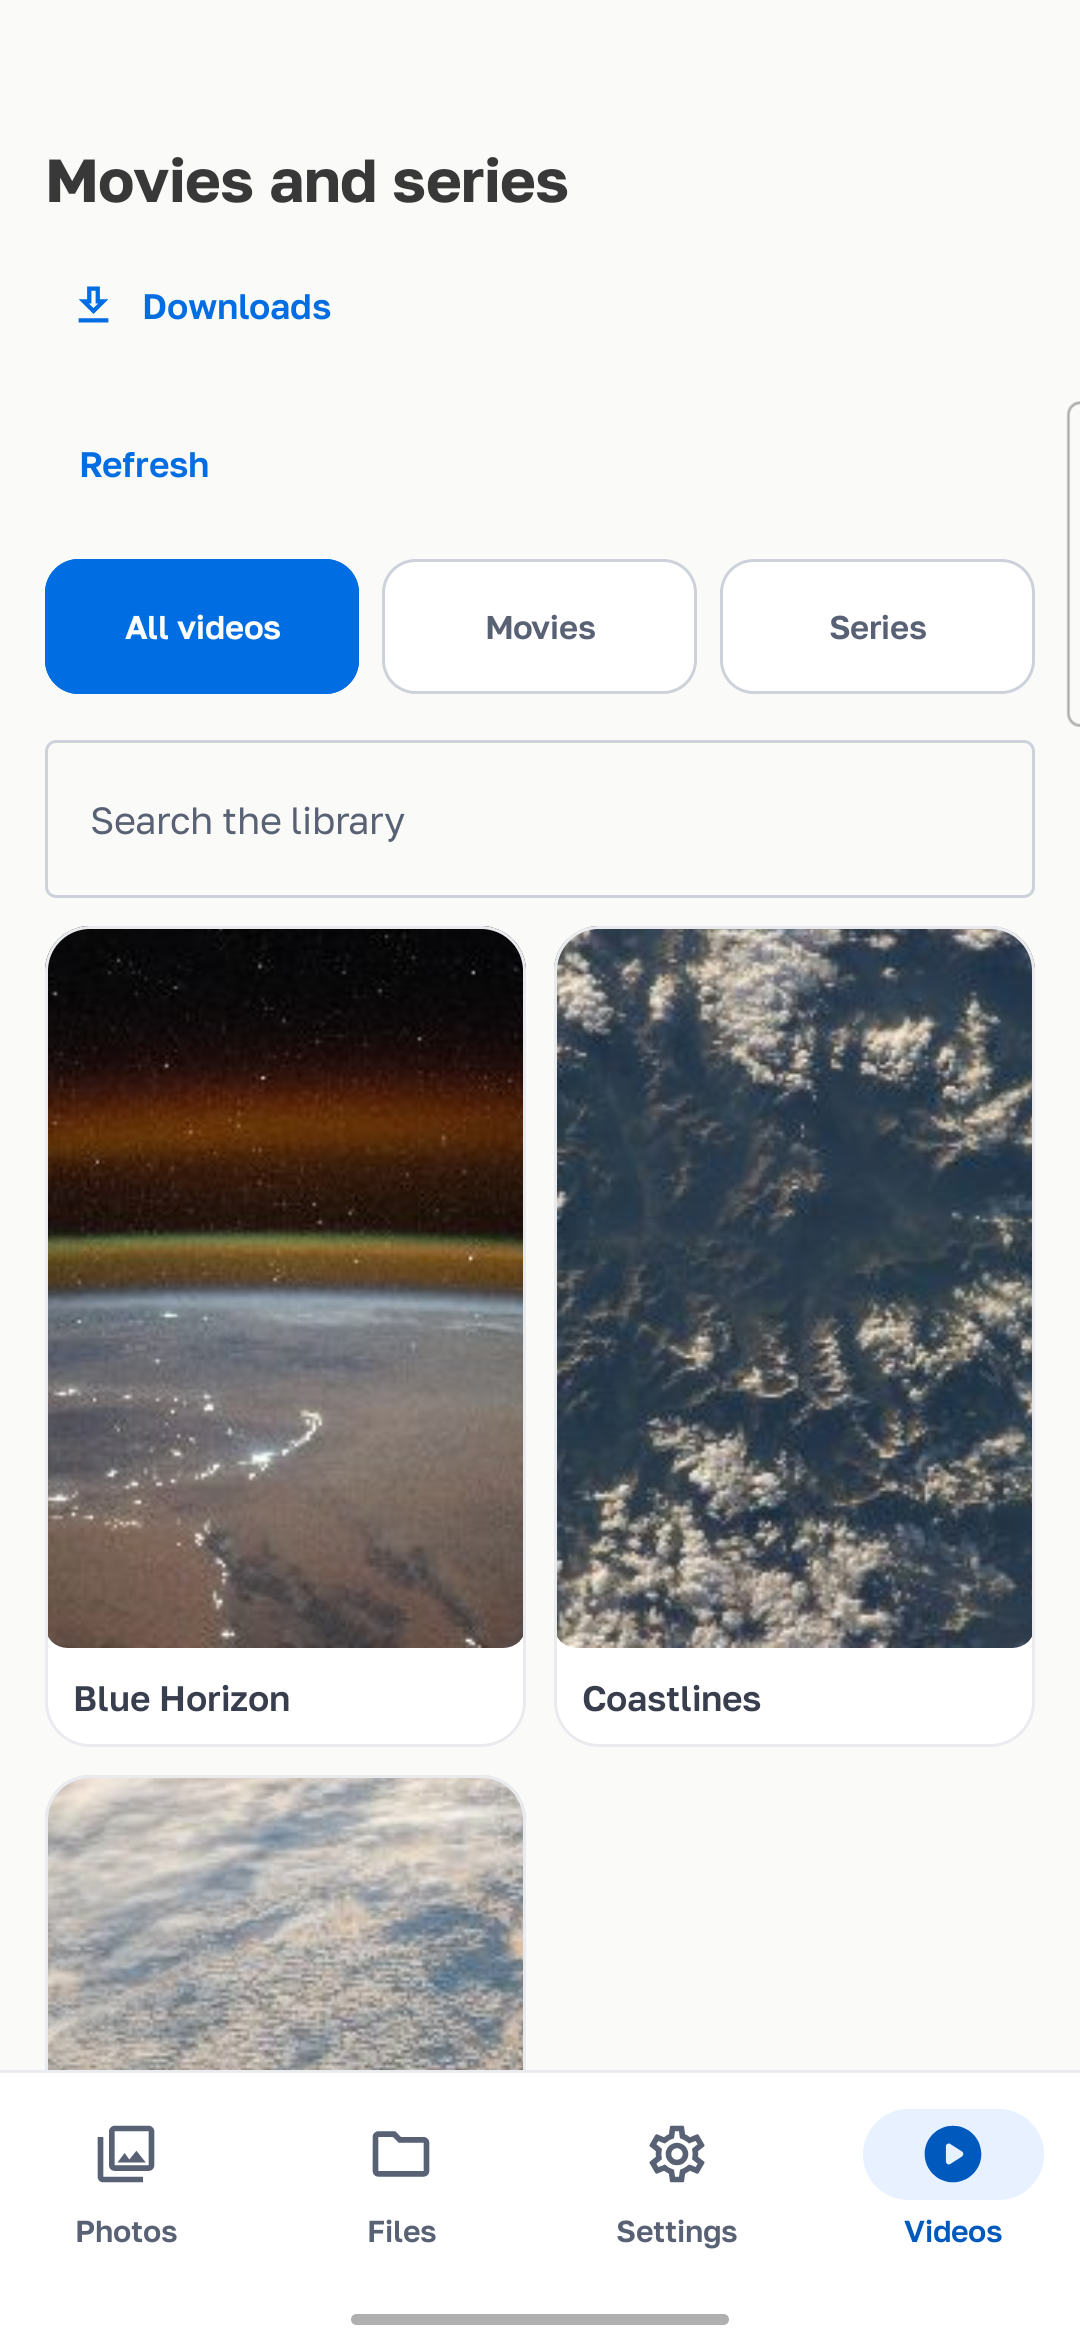 Movies and series
Downloads
Refresh
All videos
Movies
Series
Search the library
Blue Horizon
Coastlines
Photos
Files
Settings
Videos